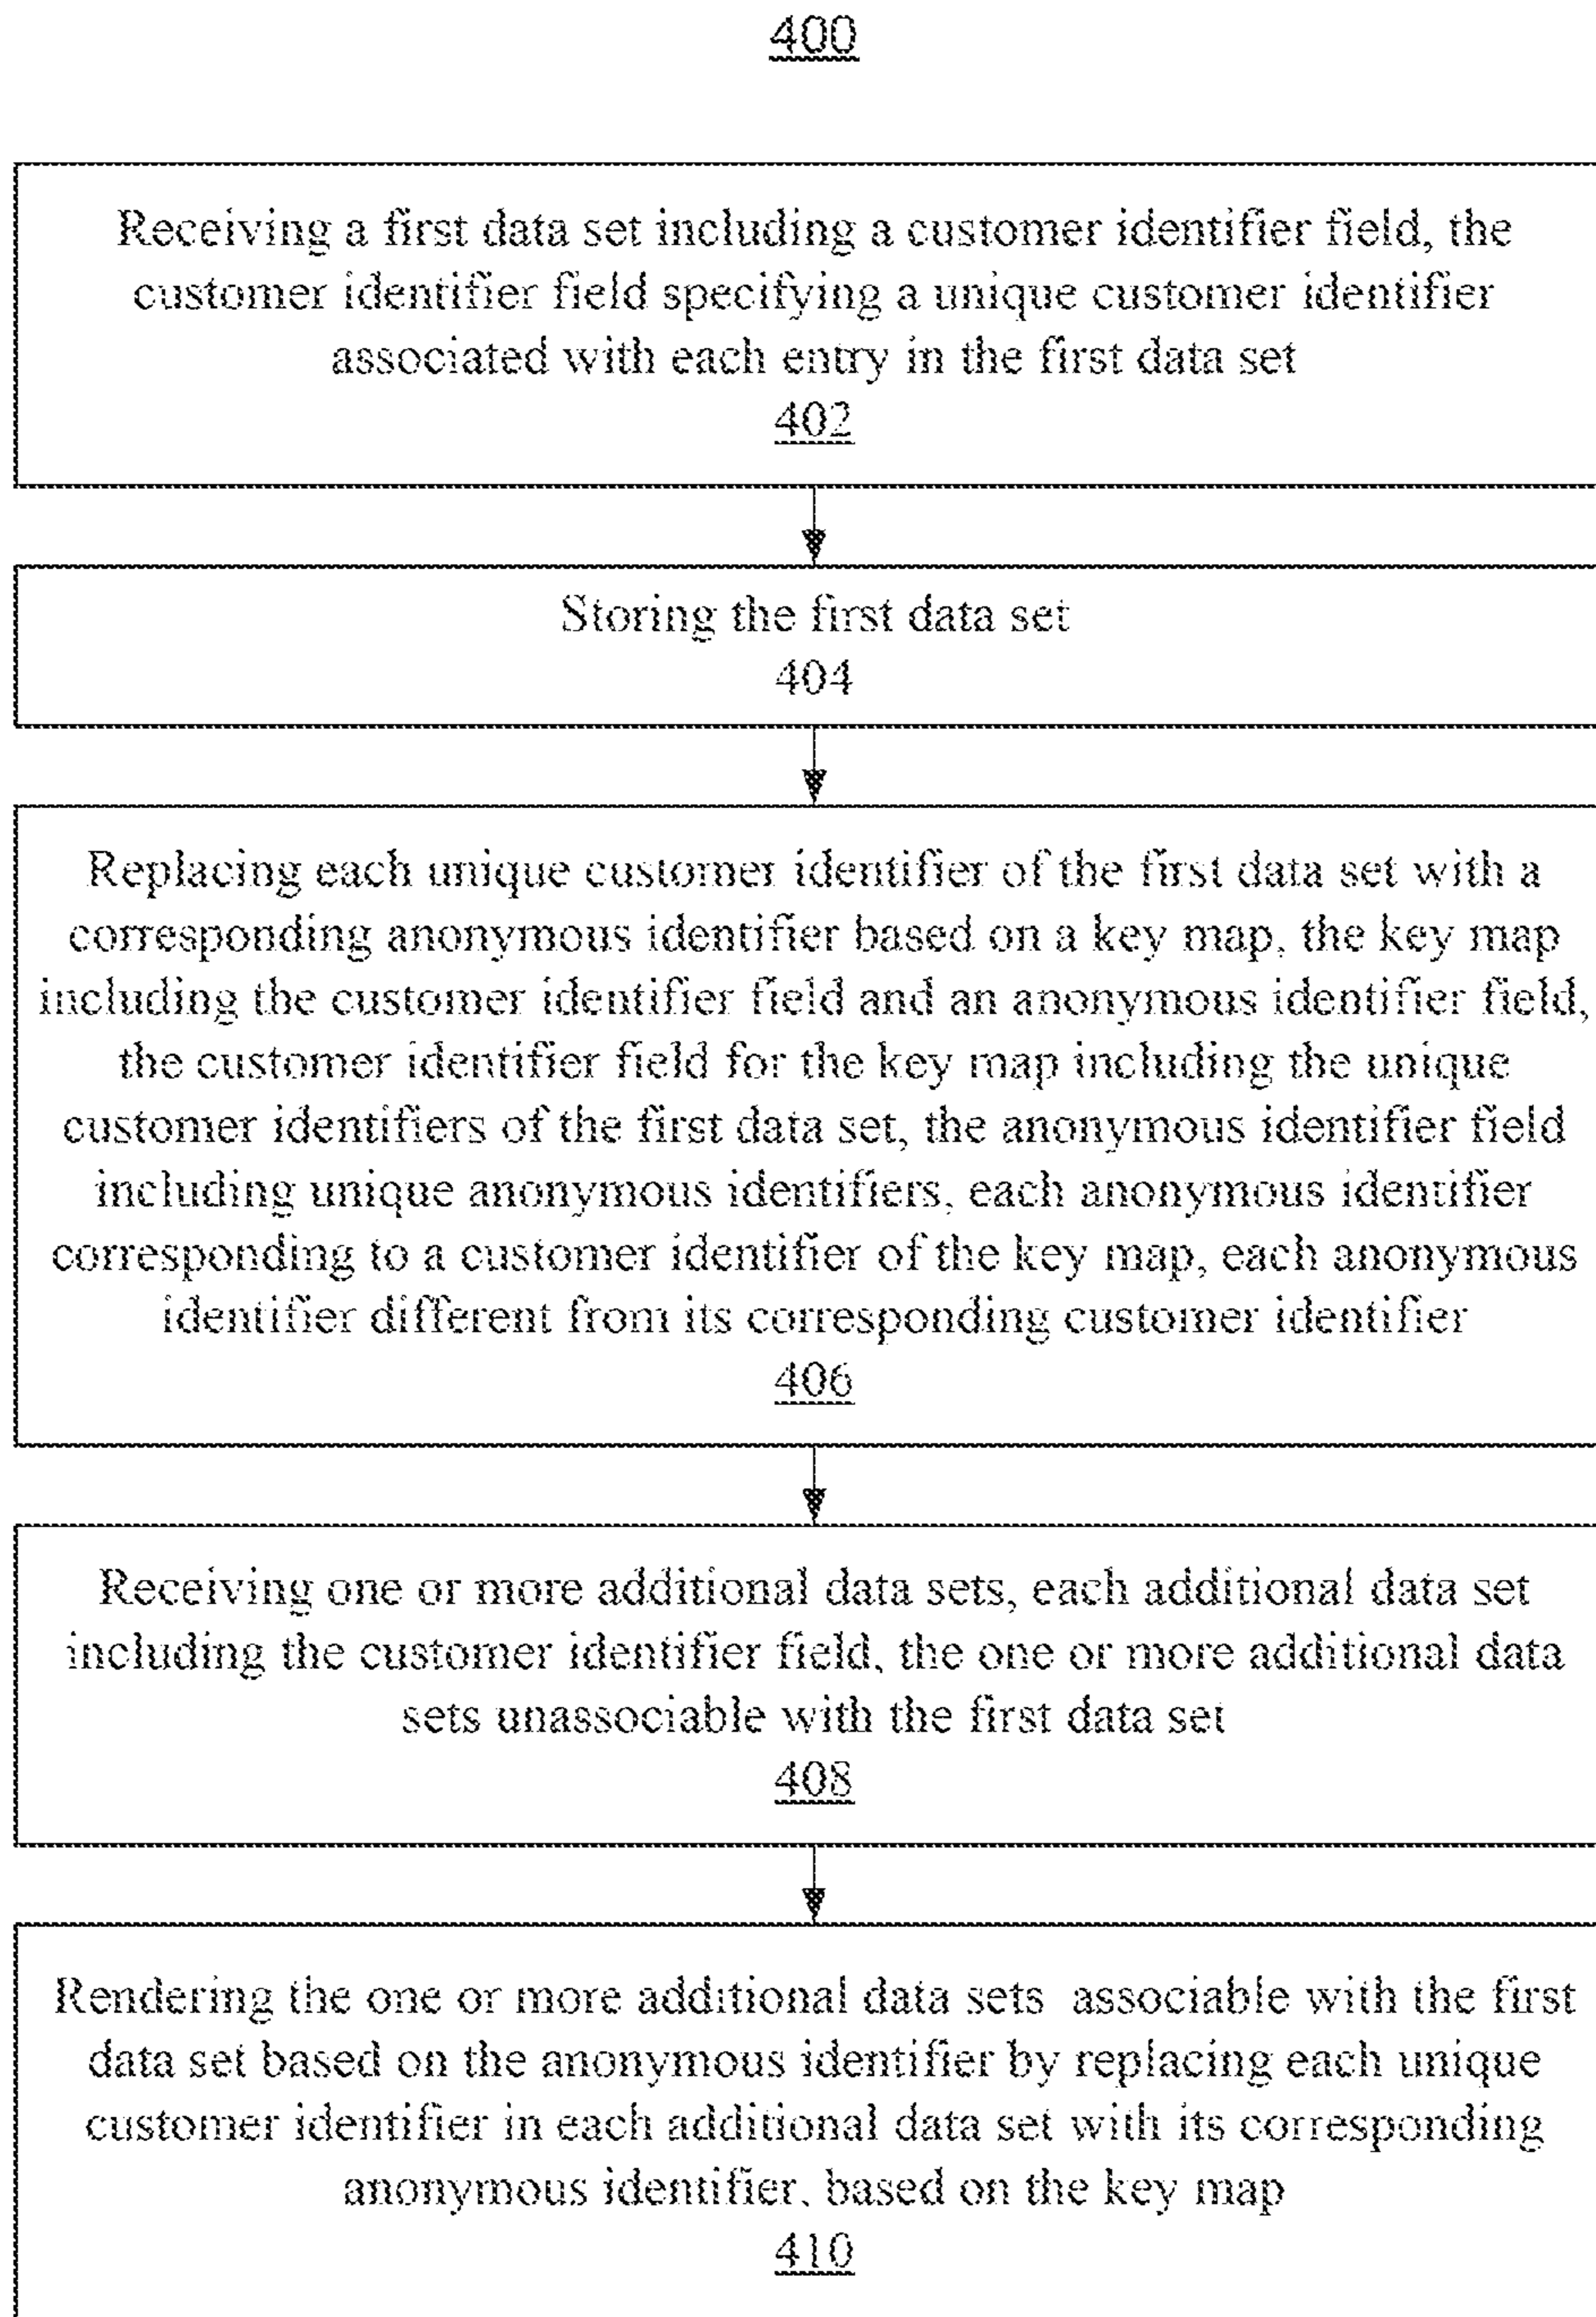 400
Receiving a first data set including a customer identifier field, the
customer identifier field specifying a unique customer identifier
associated with each entry in the first data set
402
Storing the first data set
404
Replacing each unique customer identifier of the first data set with a
corresponding anonymous identifier based on a key map, the key map
including the customer identifier field and an anonymous identifier field,
the customer identifier field for the key map including the unique
customer identifiers of the first data set, the anonymous identifier field
including unique anonymous identifiers, each anonymous identifier
corresponding to a customer identifier of the key map, each anonymous
identifier different from its corresponding customer identifier
406
Receiving one or more additional data sets, each additional data set
including the customer identifier field, the one or more additional data
sets unassociable with the first data set
408
Rendering the one or more additional data sets associable with the first
data set based on the anonymous identifier by replacing each unique
customer identifier in each additional data set with its corresponding
anonymous identifier, based on the key map
410